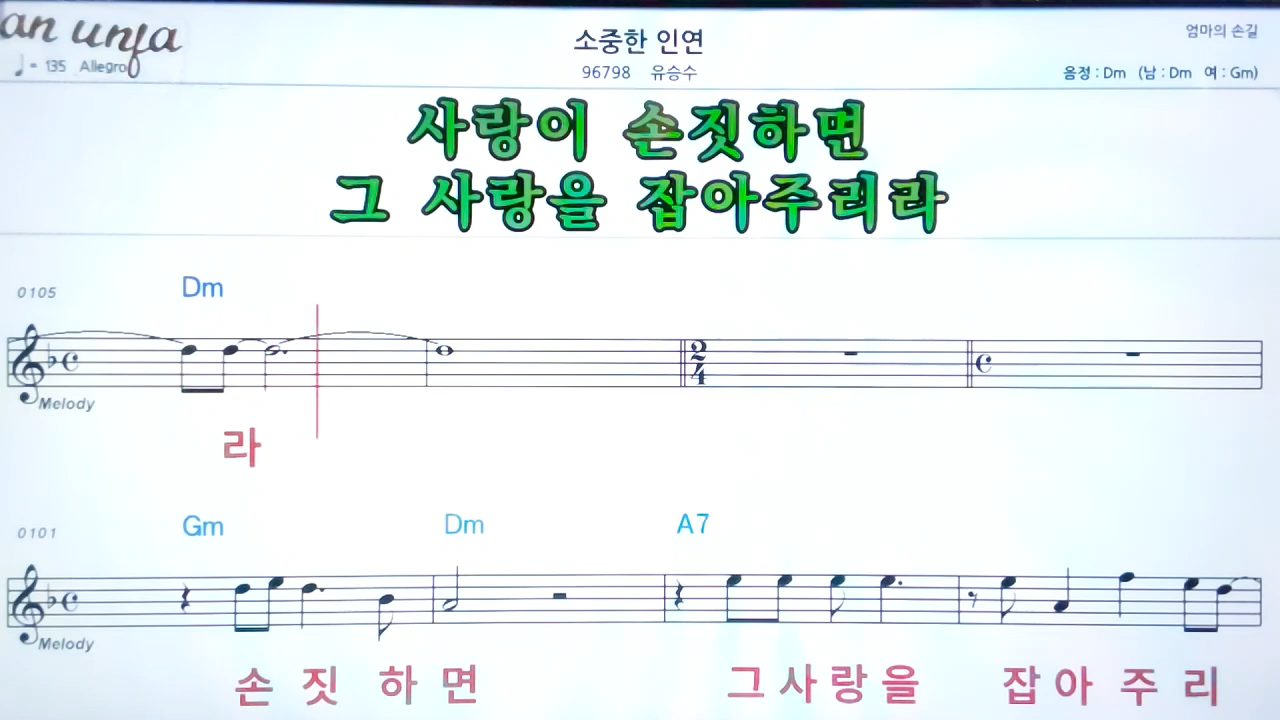 an unfa
♩= 135 Allegro
소중한 인연
96798 유승수
엄마의 손길
음정 : Dm (남 : Dm 여 : Gm)
사랑이 손짓하면
그 사랑을 잡아주리라
0105
Dm
2
4
Melody
라
0101
Gm Dm A7
Melody
손 짓 하 면 그 사 랑 을 잡 아 주 리